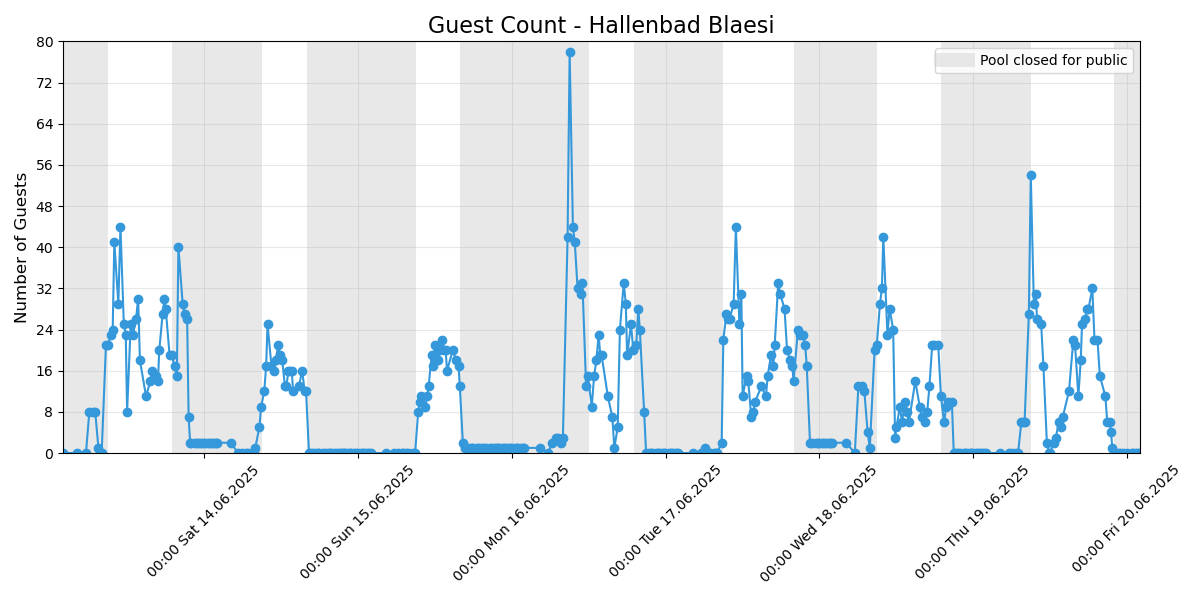 Guest Count - Hallenbad Blaesi
Pool closed for public
Number of Guests
80
72
64
56
48
40
32
24
16
8
0
00:00 Sat 14.06.2025
00:00 Sun 15.06.2025
00:00 Mon 16.06.2025
00:00 Tue 17.06.2025
00:00 Wed 18.06.2025
00:00 Thu 19.06.2025
00:00 Fri 20.06.2025